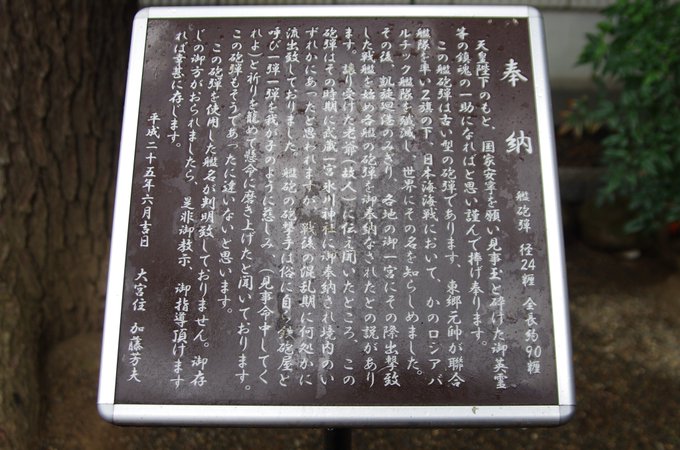 奉納
艦砲弾 径24糎 全長約90糎
天皇陛下のもと、国家安寧を願い見事玉と砕けた御英霊
等の鎮魂の一助になればと思い謹んで捧げ奉ります。
この艦砲弾は古い型の砲弾であります、東郷元帥が聯合
艦隊を率いZ旗の下、日本海海戦において、かのロシアバ
ルチック艦隊を殲滅し、世界にその名を知らしめました。
その後、凱旋廻港のみぎり、各地の御一宮にその際出撃致
した戦艦を始め各艦の砲弾を御奉納なされたとの説があり
ます。譲り受けた老爺(故人)に伝え聞いたところ、この
砲弾はその時期に武蔵一宮氷川神社に御奉納され境内のい
ずれかにあったと思われますが、戦後の混乱期に何処かに
流出致しておりました。艦砲の砲撃手は俗に自らを鉄砲屋と
呼び一弾一弾を我が子のように慈しみ、(見事命中してく
れよ)と祈りを籠めて懸命に磨き上げたと聞いております。
この砲弾もそうであったに違いないと思います。
この砲弾を使用した艦名が判明致しておりません。御存
じの御方がおられましたら、是非御教示、御指導頂けます
れば幸甚に存じます。
平成二十五年六月吉日
大宮住 加藤芳夫